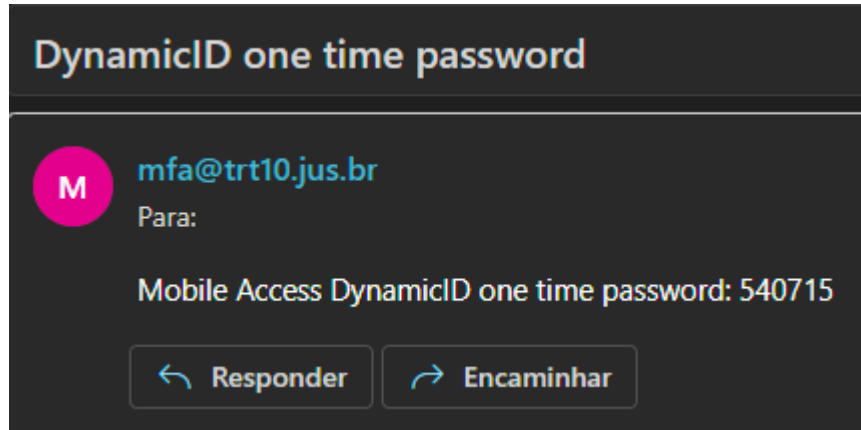 DynamicID one time password
M
mfa@trt10.jus.br
Para:
Mobile Access DynamicID one time password: 540715
Responder Encaminhar